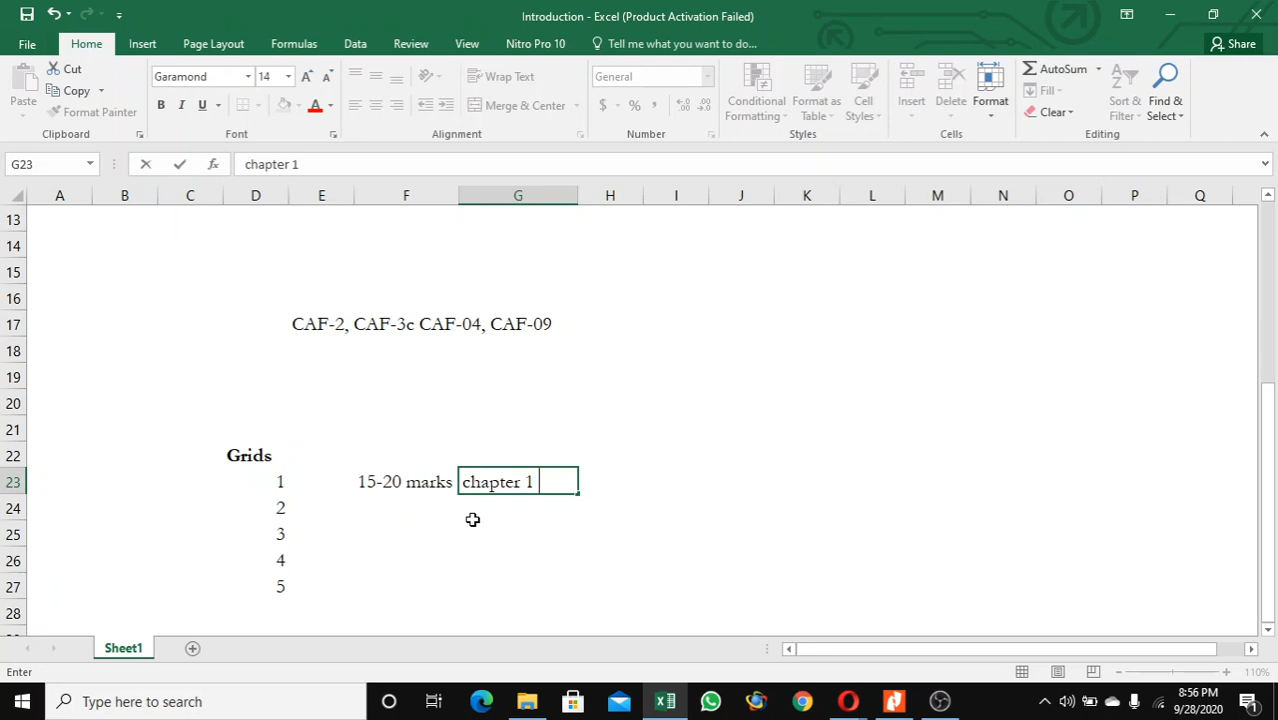 Introduction - Excel (Product Activation Failed)
File Home Insert Page Layout Formulas Data Review View Nitro Pro 10 Tell me what you want to do... Share
Paste Cut Copy Format Painter
Garamond 14 B I U A
Wrap Text Merge & Center
General $ % ,
Conditional Formatting Format as Table Cell Styles
Insert Delete Format
AutoSum Fill Clear Sort & Filter Find & Select
Clipboard Font Alignment Number Styles Cells Editing
G23 fx chapter 1
A B C D E F G H I J K L M N O P Q
13
14
15
16
17 CAF-2, CAF-3c CAF-04, CAF-09
18
19
20
21
22 Grids
23 1 15-20 marks chapter 1
24 2
25 3
26 4
27 5
28
Sheet1
Enter 110%
Type here to search 8:56 PM
9/28/2020